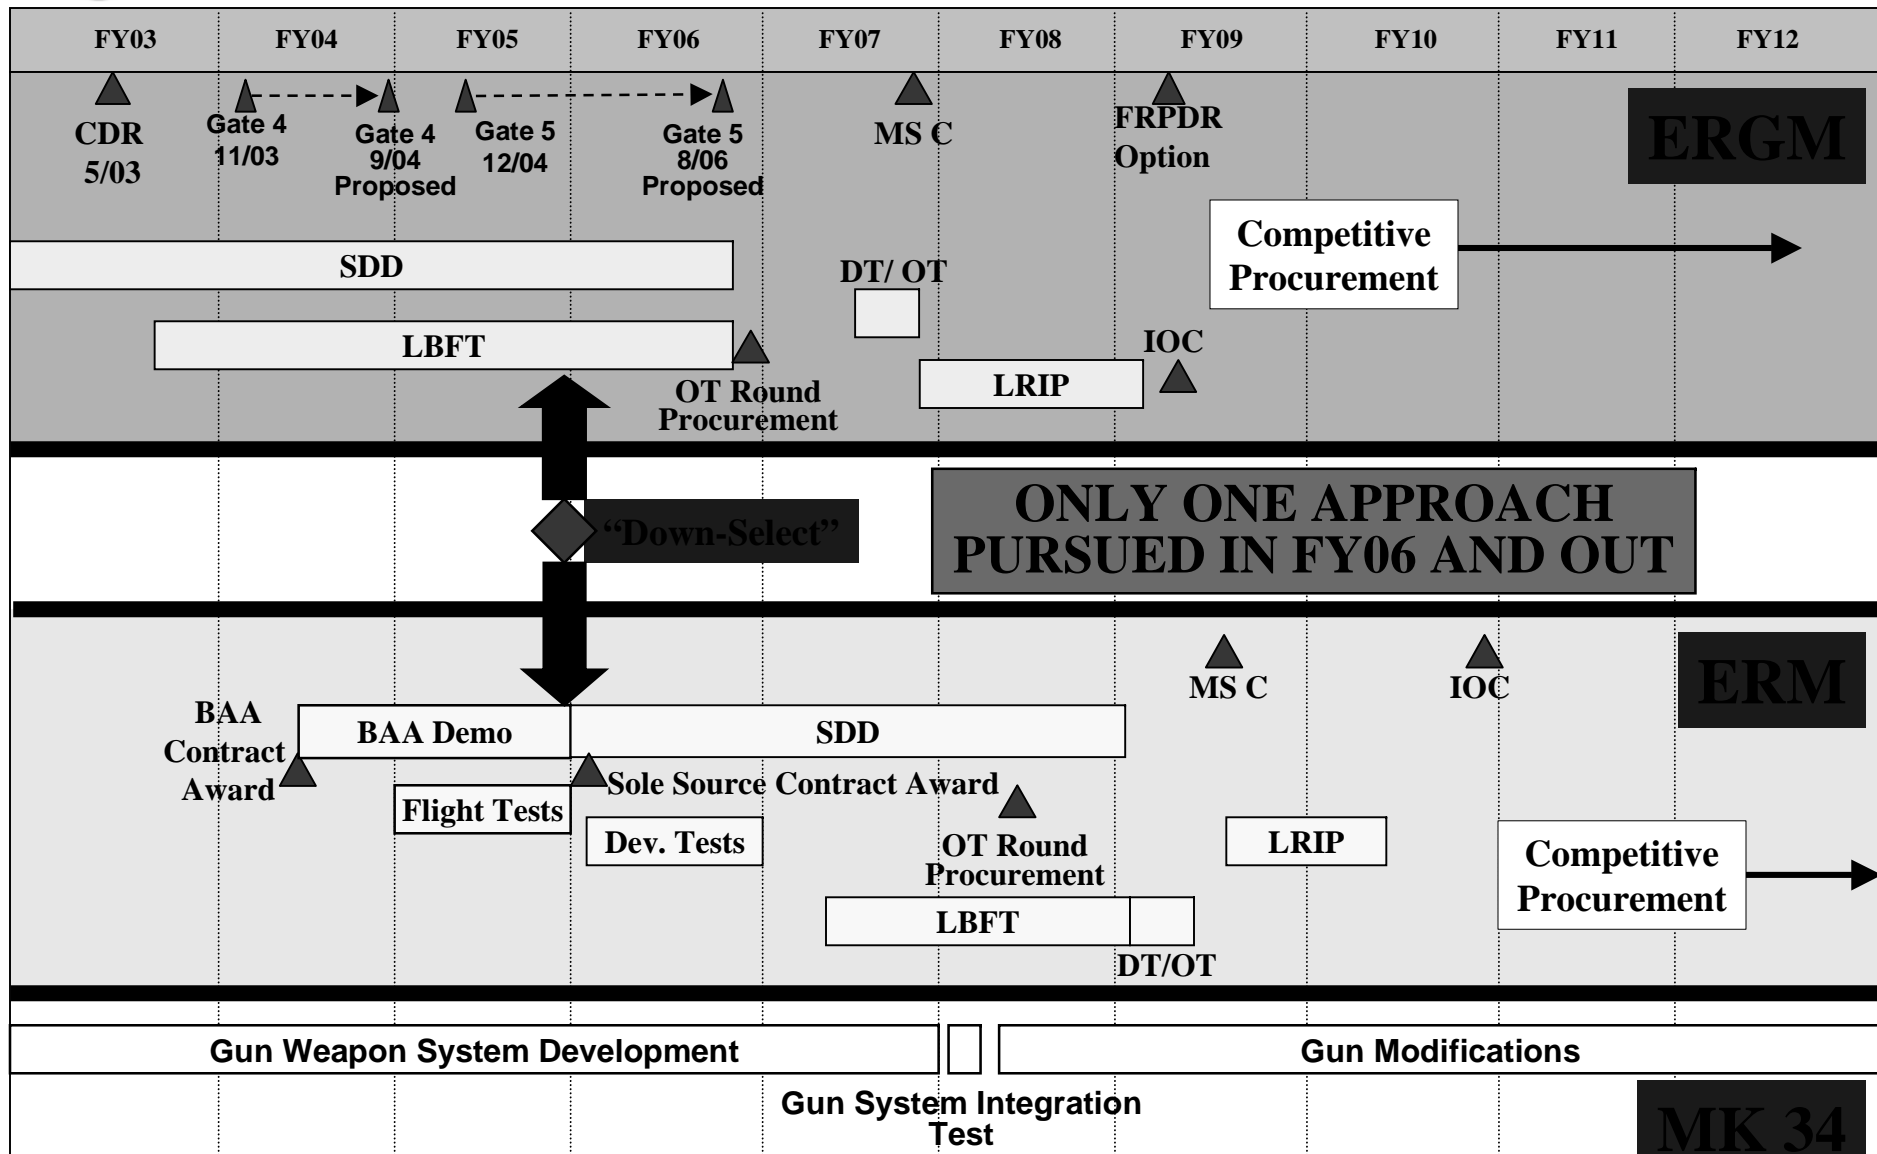 FY03 FY04 FY05 FY06 FY07 FY08 FY09 FY10 FY11 FY12
CDR
5/03
Gate 4
11/03
Gate 4
9/04
Proposed
Gate 5
12/04
Gate 5
8/06
Proposed
MS C
FRPDR
Option
ERGM
SDD
DT/ OT
Competitive
Procurement
LBFT
OT Round
Procurement
LRIP
IOC
“Down-Select”
ONLY ONE APPROACH
PURSUED IN FY06 AND OUT
MS C
IOC
ERM
BAA
Contract
Award
BAA Demo
SDD
Sole Source Contract Award
Flight Tests
Dev. Tests
OT Round
Procurement
LRIP
Competitive
Procurement
LBFT
DT/OT
Gun Weapon System Development
Gun Modifications
Gun System Integration
Test
MK 34